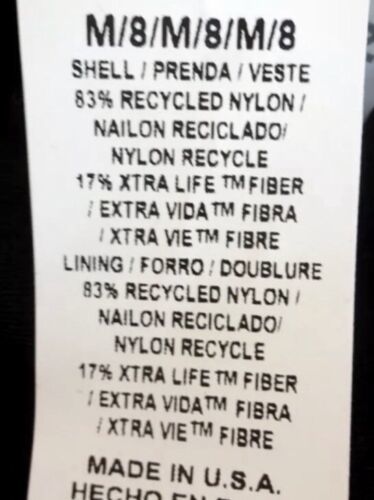 M/8/M/8/M/8
SHELL / PRENDA / VESTE
83% RECYCLED NYLON /
NAILON RECICLADO/
NYLON RECYCLE
17% XTRA LIFE ™ FIBER
/ EXTRA VIDA™ FIBRA
/ XTRA VIE™ FIBRE
LINING / FORRO / DOUBLURE
83% RECYCLED NYLON /
NAILON RECICLADO/
NYLON RECYCLE
17% XTRA LIFE ™ FIBER
/ EXTRA VIDA™ FIBRA
/ XTRA VIE™ FIBRE
MADE IN U.S.A.
HECHO EN